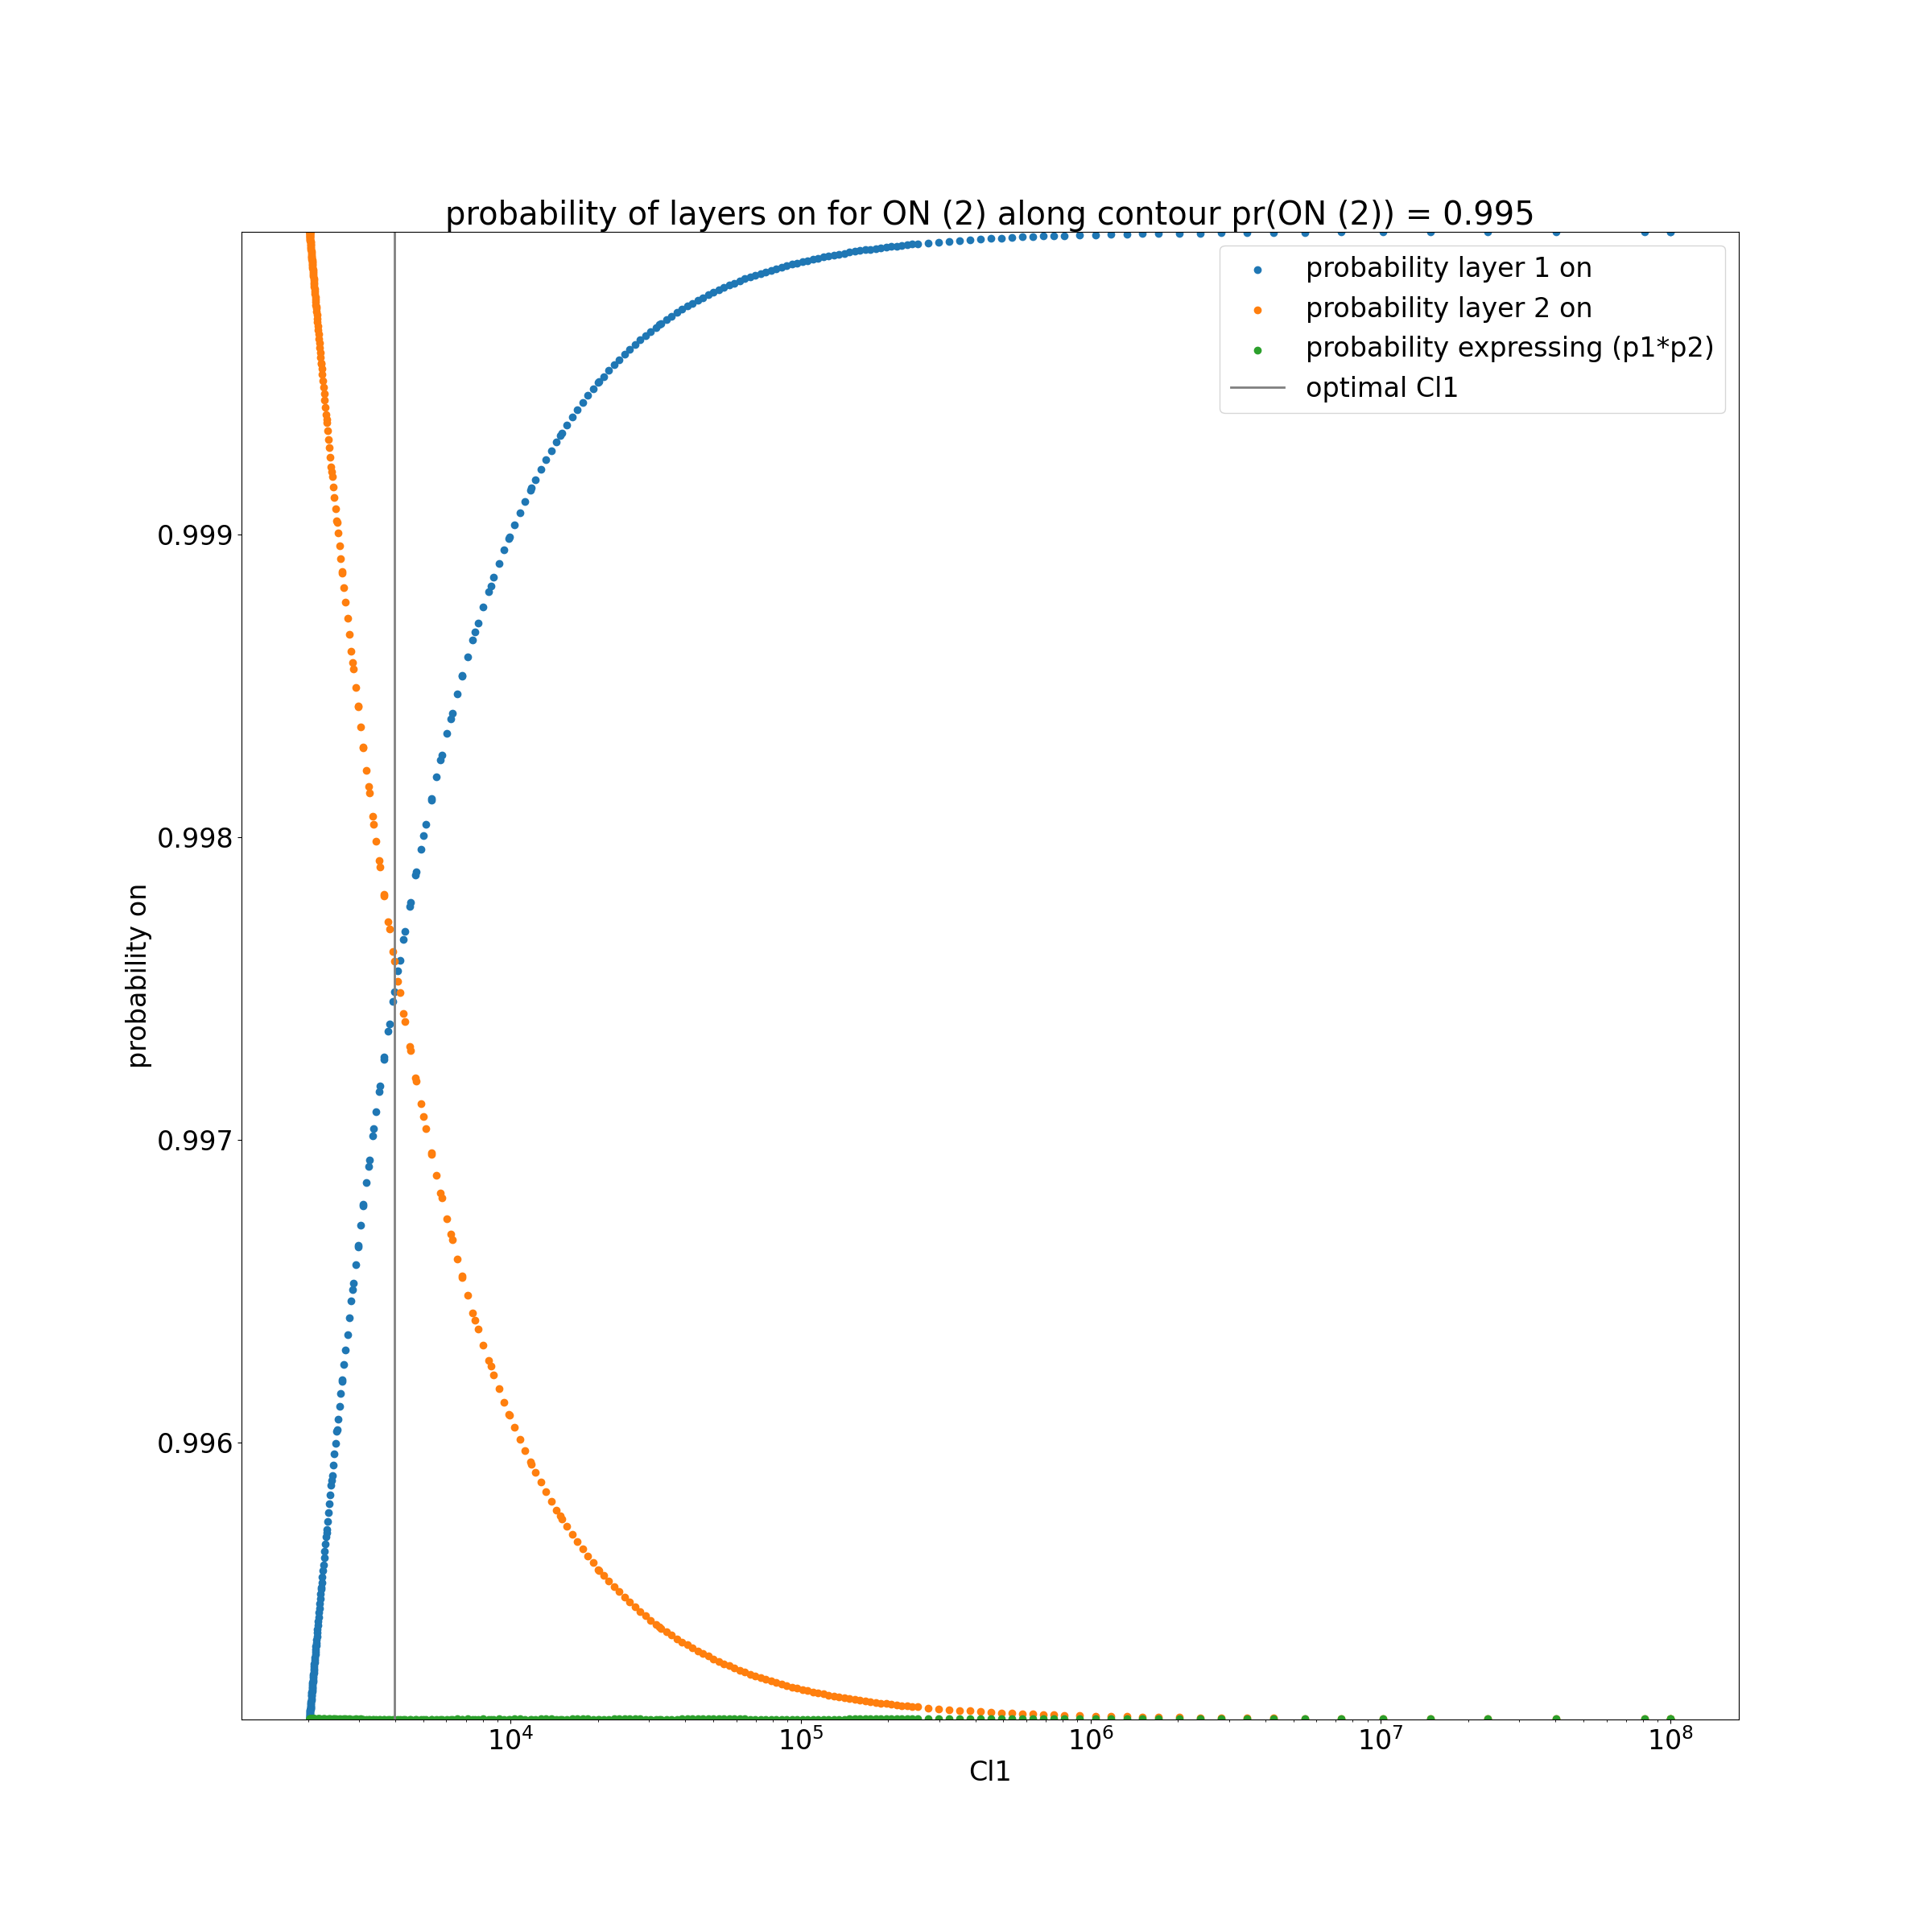 probability of layers on for ON (2) along contour pr(ON (2)) = 0.995
probability layer 1 on
probability layer 2 on
probability expressing (p1*p2)
optimal Cl1
0.999
0.998
0.997
0.996
probability on
10^4
10^5
10^6
10^7
10^8
Cl1